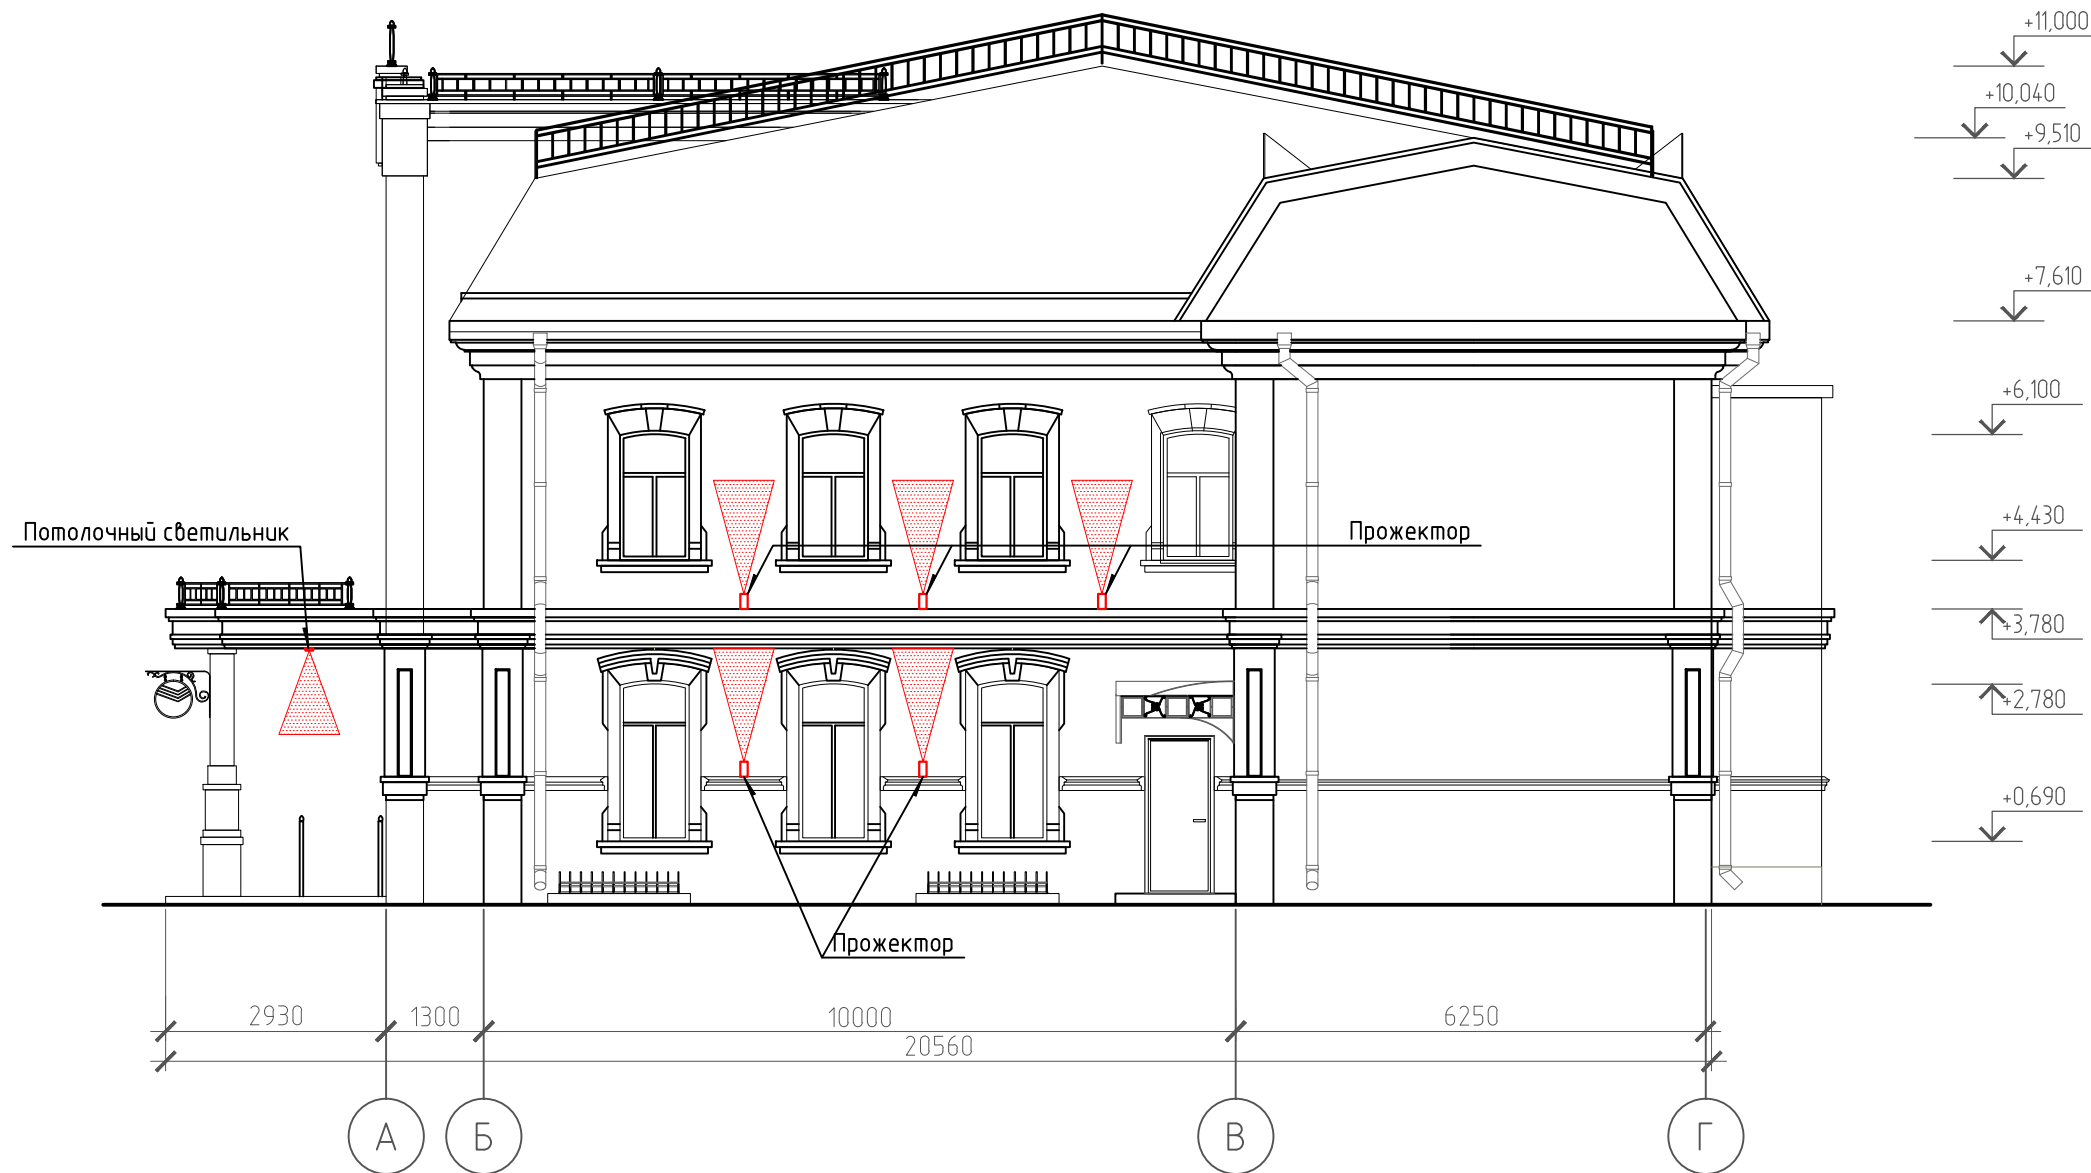 +11,000
+10,040
+9,510
+7,610
+6,100
Потолочный светильник
Прожектор
+4,430
+3,780
+2,780
+0,690
Прожектор
2930
1300
10000
6250
20560
А
Б
В
Г